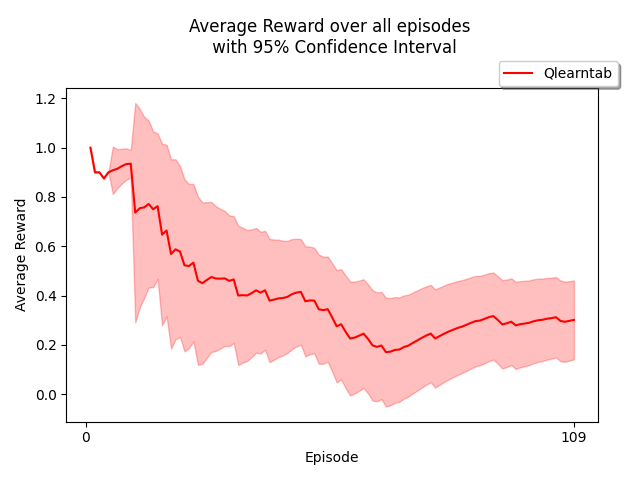 Average Reward over all episodes
with 95% Confidence Interval
Qlearntab
1.2
1.0
0.8
0.6
0.4
0.2
0.0
Average Reward
0
109
Episode